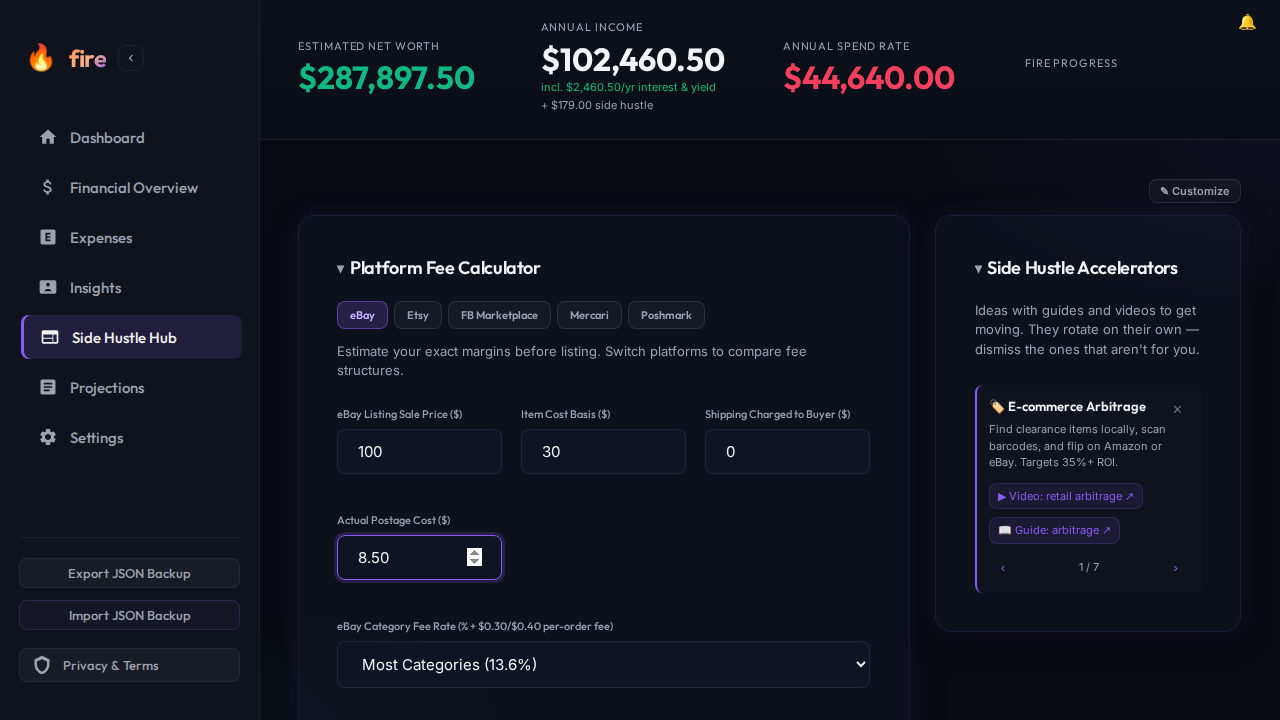 fire
Dashboard
Financial Overview
Expenses
Insights
Side Hustle Hub
Projections
Settings
Export JSON Backup
Import JSON Backup
Privacy & Terms
ESTIMATED NET WORTH
$287,897.50
ANNUAL INCOME
$102,460.50
incl. $2,460.50/yr interest & yield
+ $179.00 side hustle
ANNUAL SPEND RATE
$44,640.00
FIRE PROGRESS
✎ Customize
▾ Platform Fee Calculator
eBay
Etsy
FB Marketplace
Mercari
Poshmark
Estimate your exact margins before listing. Switch platforms to compare fee
structures.
eBay Listing Sale Price ($)
100
Item Cost Basis ($)
30
Shipping Charged to Buyer ($)
0
Actual Postage Cost ($)
8.50
eBay Category Fee Rate (% + $0.30/$0.40 per-order fee)
Most Categories (13.6%)
▾ Side Hustle Accelerators
Ideas with guides and videos to get
moving. They rotate on their own —
dismiss the ones that aren't for you.
🏷️ E-commerce Arbitrage
×
Find clearance items locally, scan
barcodes, and flip on Amazon or
eBay. Targets 35%+ ROI.
▶ Video: retail arbitrage ↗
📖 Guide: arbitrage ↗
‹ 1 / 7 ›